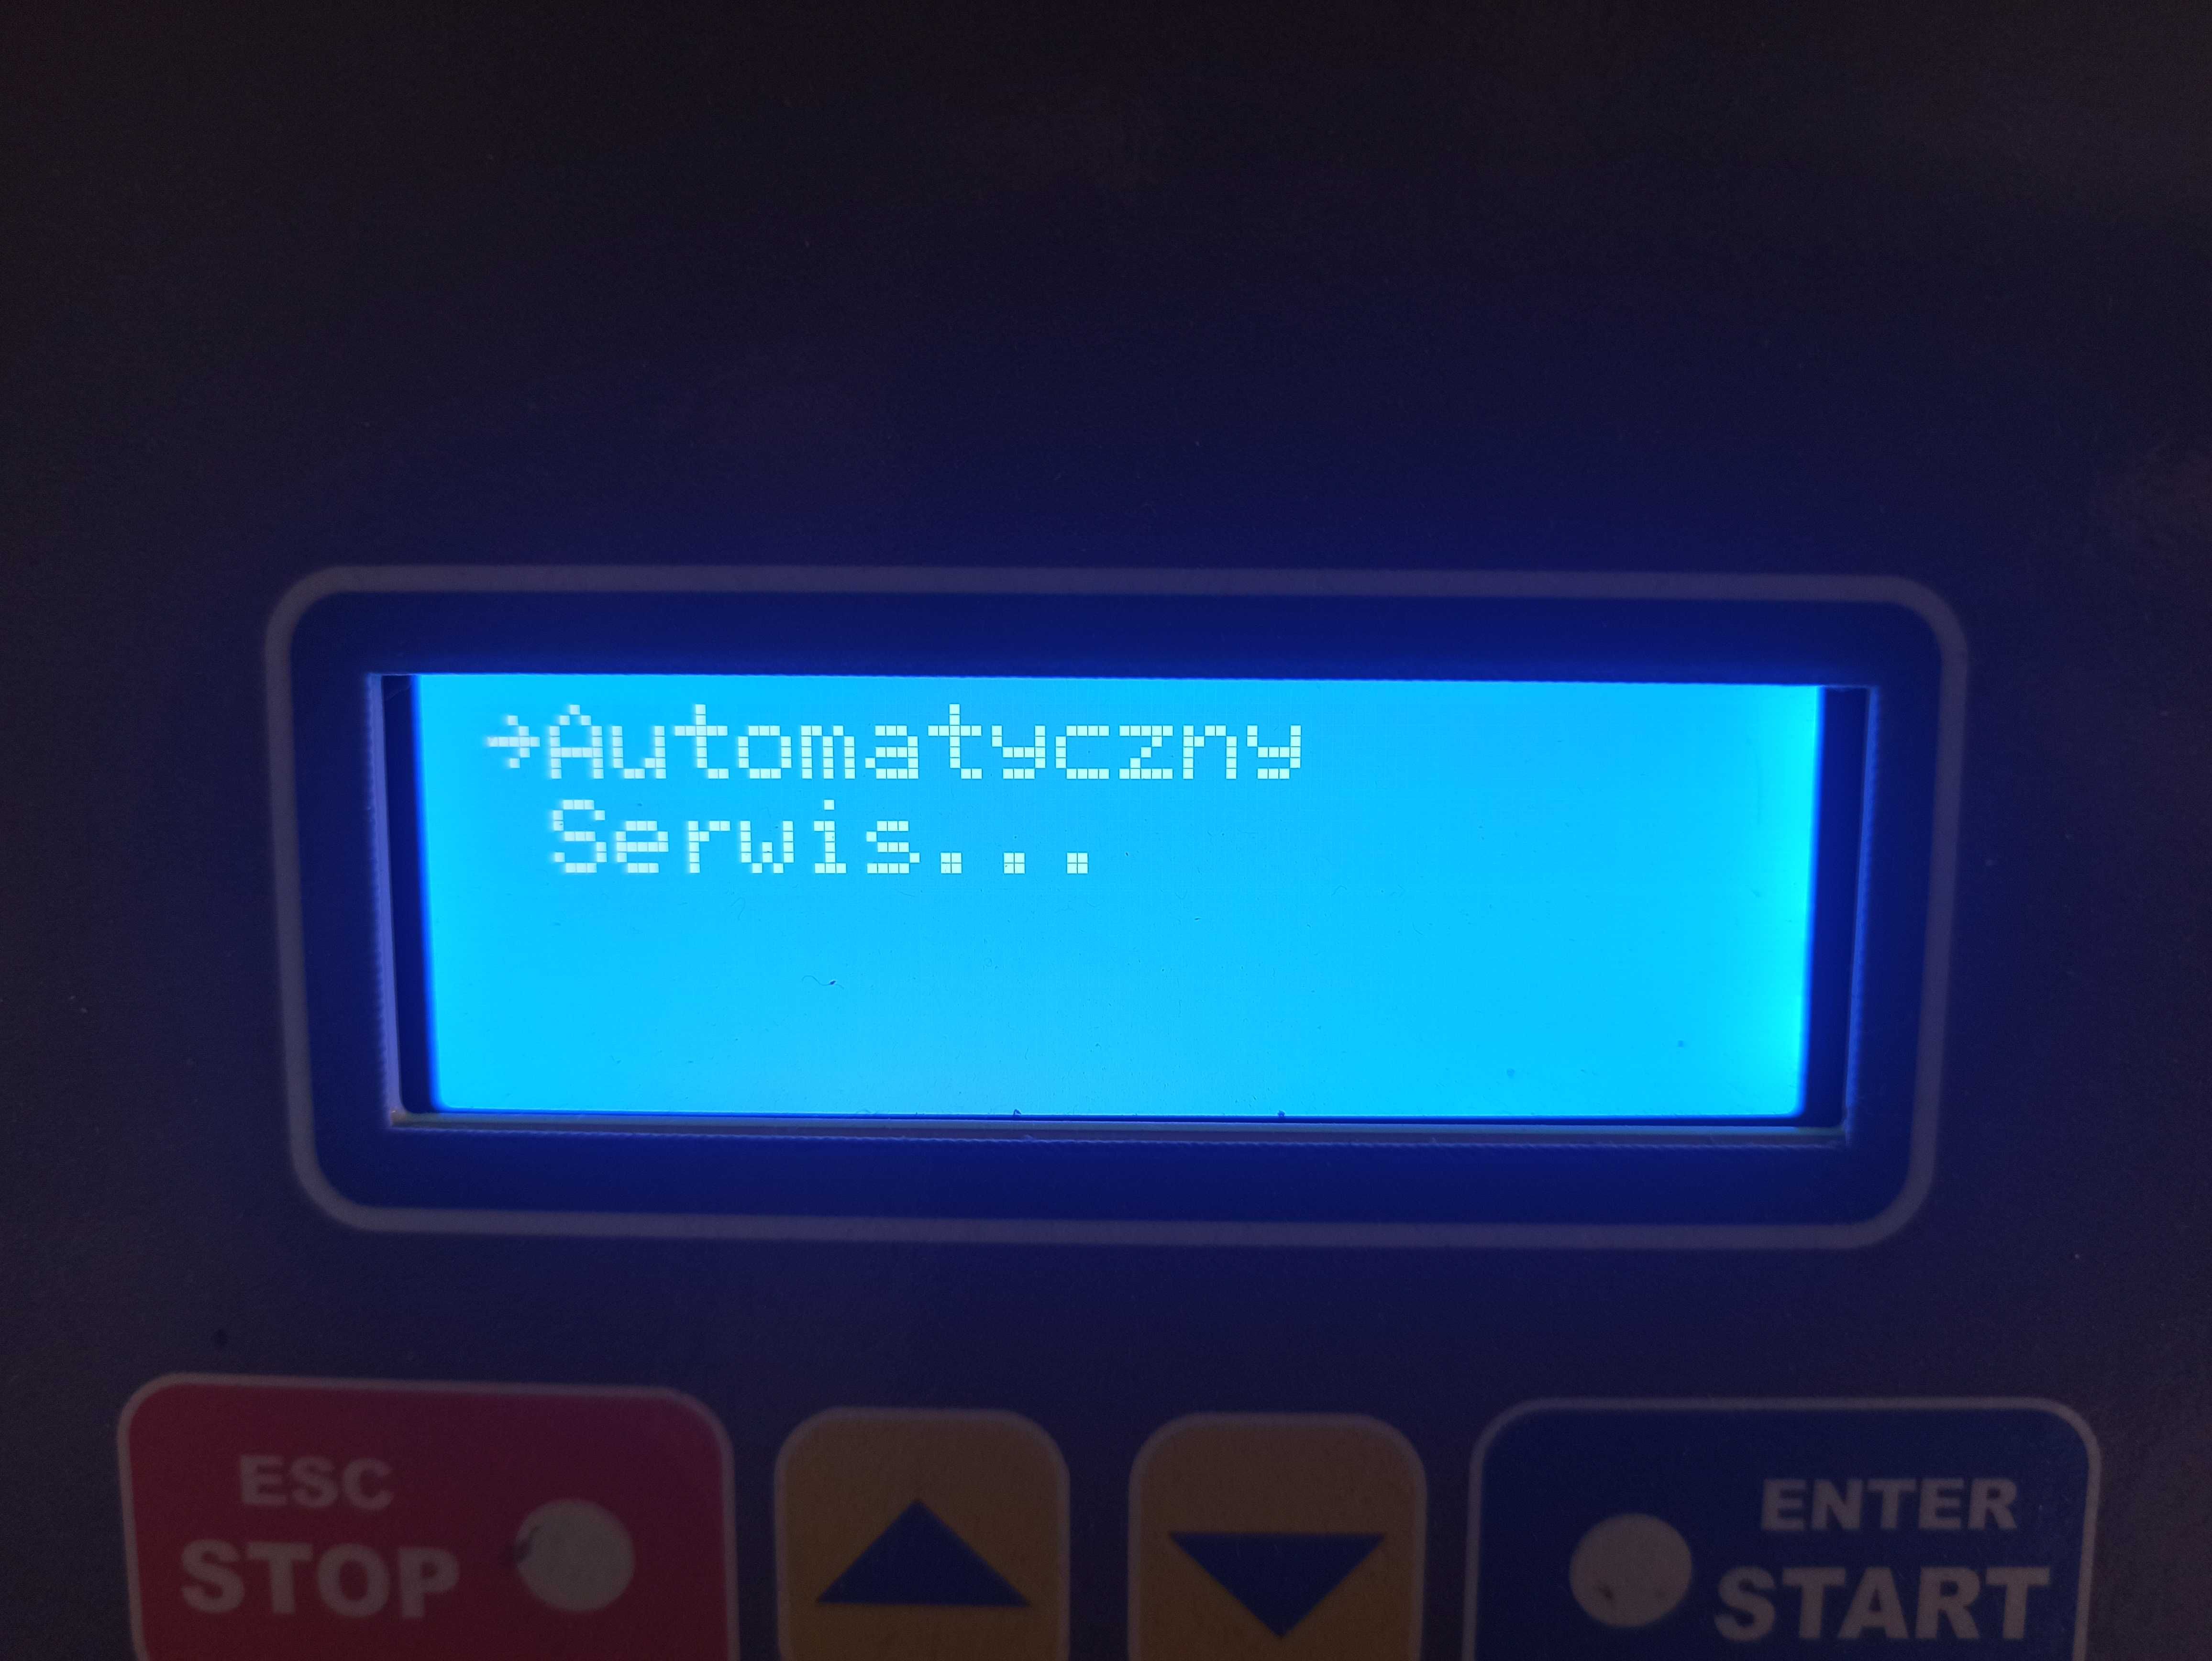 →Automatyczny
Serwis...
ESC
STOP
ENTER
START